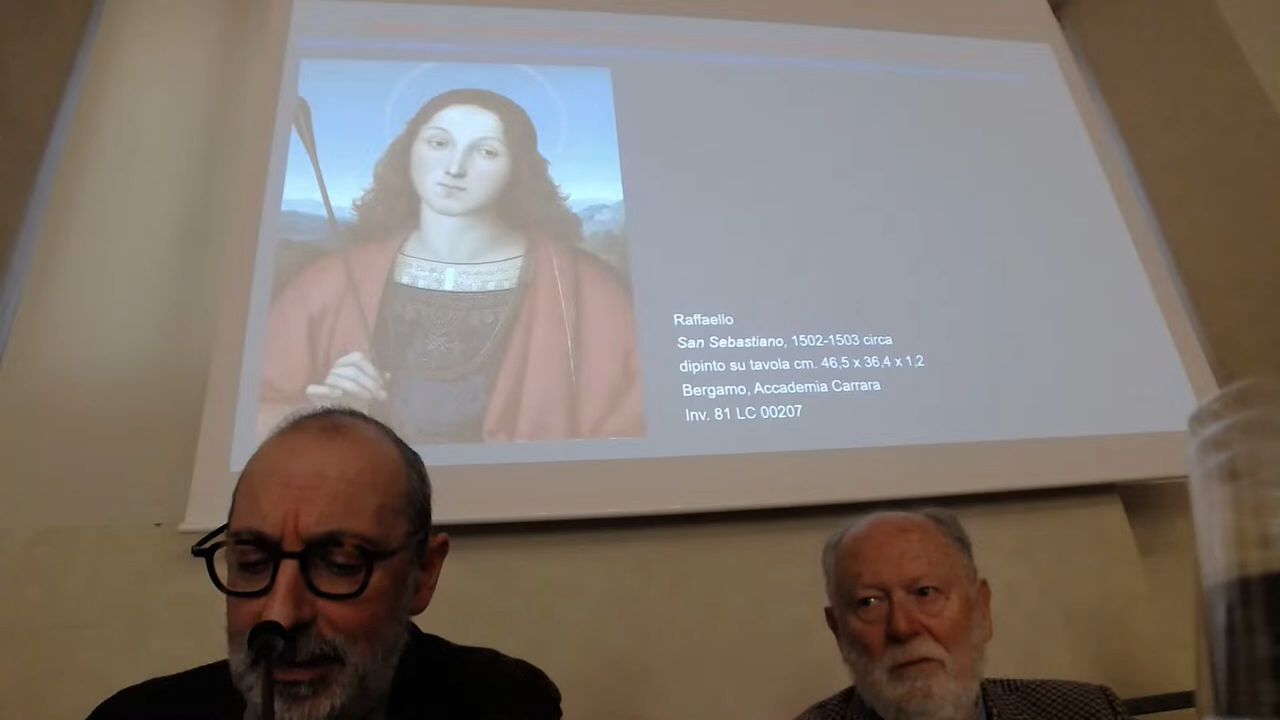 Raffaello
San Sebastiano, 1502-1503 circa
dipinto su tavola cm. 46,5 x 36,4 x 1,2
Bergamo, Accademia Carrara
Inv. 81 LC 00207